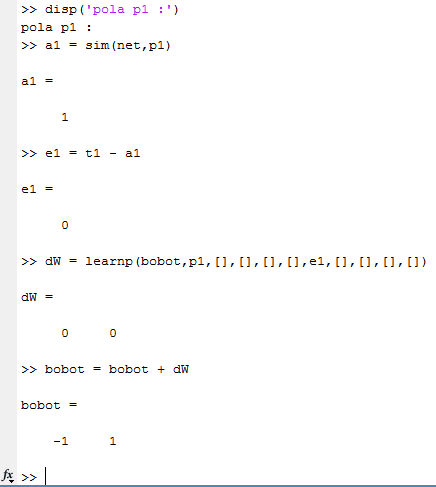 >> disp('pola p1 :')
pola p1 :
>> a1 = sim(net,p1)
a1 =
1
>> e1 = t1 - a1
e1 =
0
>> dW = learnp(bobot,p1,[],[],[],[],e1,[],[],[],[])
dW =
0 0
>> bobot = bobot + dW
bobot =
-1 1
fx >>